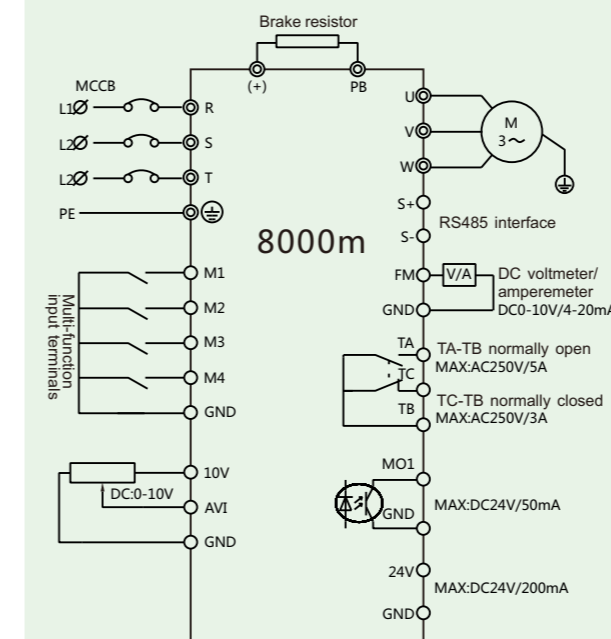 Brake resistor
(+)
PB
MCCB
L1
R
L2
S
L2
T
PE
8000m
M1
M2
M3
M4
GND
Multi-function
input terminals
10V
DC:0-10V
AVI
GND
U
V
W
M
3~
S+
S-
RS485 interface
FM
V/A
GND
DC voltmeter/
amperemeter
DC0-10V/4-20mA
TA
TC
TB
TA-TB normally open
MAX:AC250V/5A
TC-TB normally closed
MAX:AC250V/3A
MO1
GND
MAX:DC24V/50mA
24V
MAX:DC24V/200mA
GND